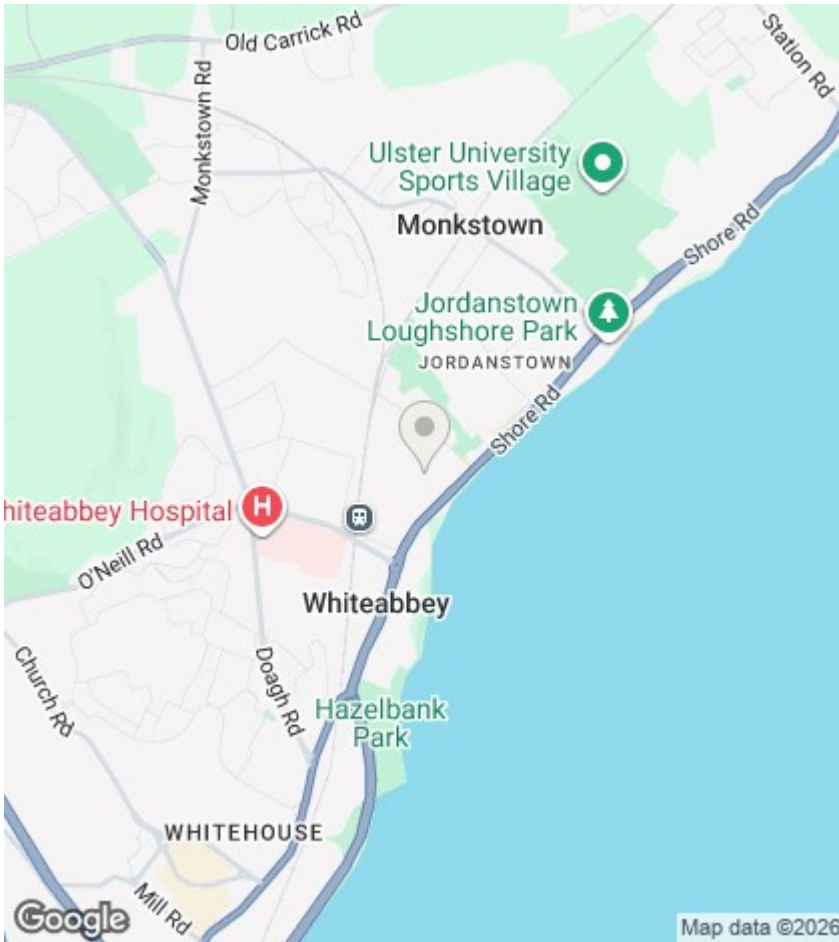 Old Carrick Rd
Station Rd
Monkstown Rd
Ulster University
Sports Village
Monkstown
Shore Rd
Jordanstown
Loughshore Park
JORDANSTOWN
Shore Rd
hiteabbey Hospital
H
O'Neill Rd
Whiteabbey
Church Rd
Doagh Rd
Hazelbank
Park
WHITEHOUSE
Mill Rd
Google
Map data ©2026